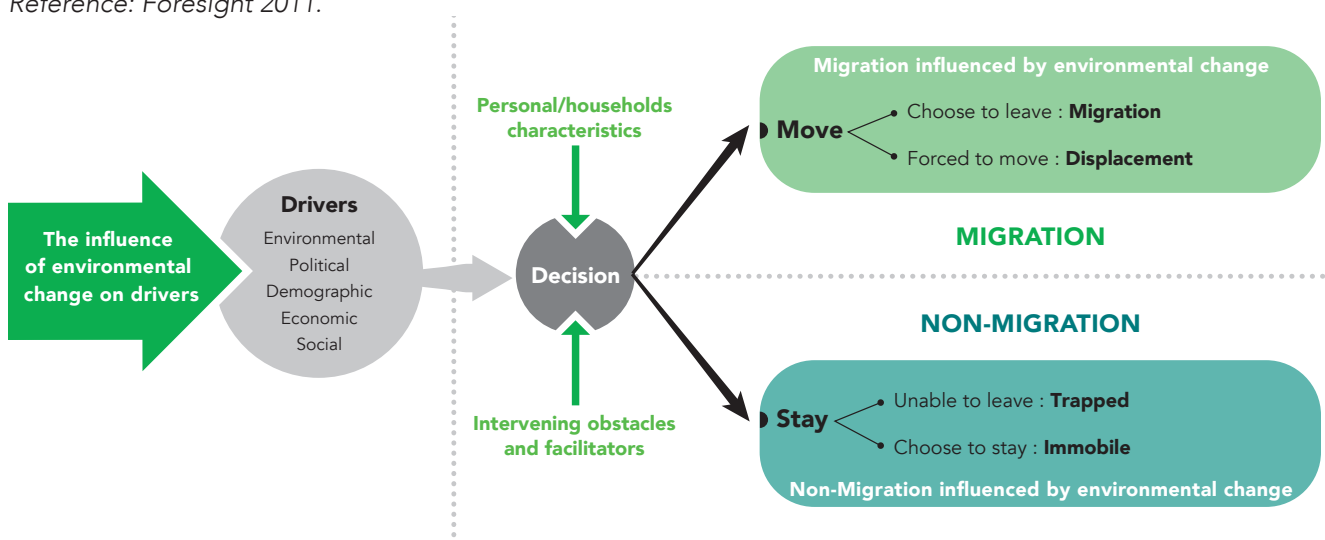 Reference: Foresight 2011.
The influence
of environmental
change on drivers
Drivers
Environmental
Political
Demographic
Economic
Social
Personal/households
characteristics
Decision
Intervening obstacles
and facilitators
Migration influenced by environmental change
Move
Choose to leave : Migration
Forced to move : Displacement
MIGRATION
NON-MIGRATION
Stay
Unable to leave : Trapped
Choose to stay : Immobile
Non-Migration influenced by environmental change